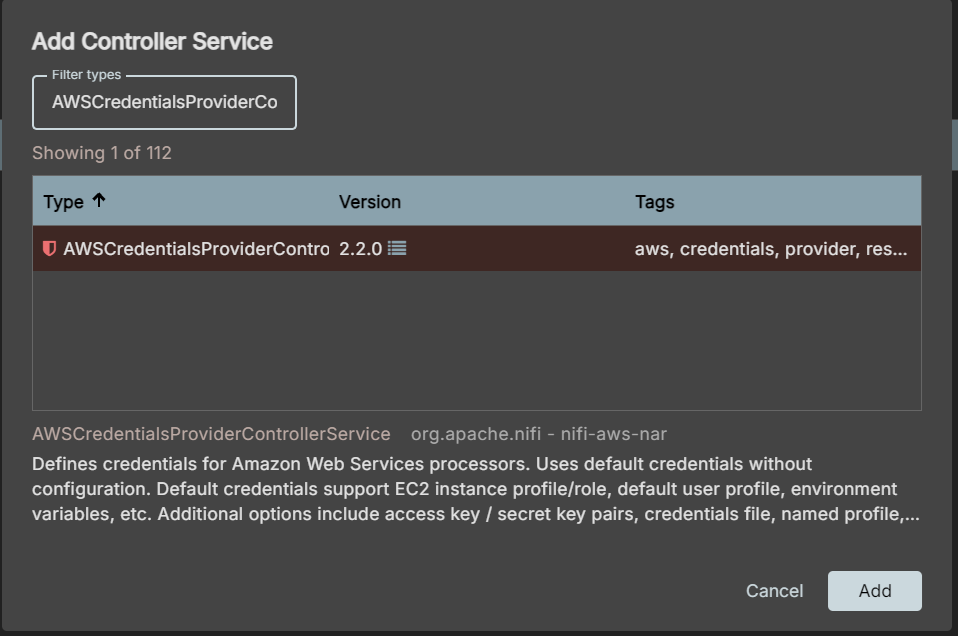 Add Controller Service
Filter types
AWSCredentialsProviderCo
Showing 1 of 112
Type Version Tags
AWSCredentialsProviderContro 2.2.0 aws, credentials, provider, res...
AWSCredentialsProviderControllerService org.apache.nifi - nifi-aws-nar
Defines credentials for Amazon Web Services processors. Uses default credentials without
configuration. Default credentials support EC2 instance profile/role, default user profile, environment
variables, etc. Additional options include access key / secret key pairs, credentials file, named profile,...
Cancel Add